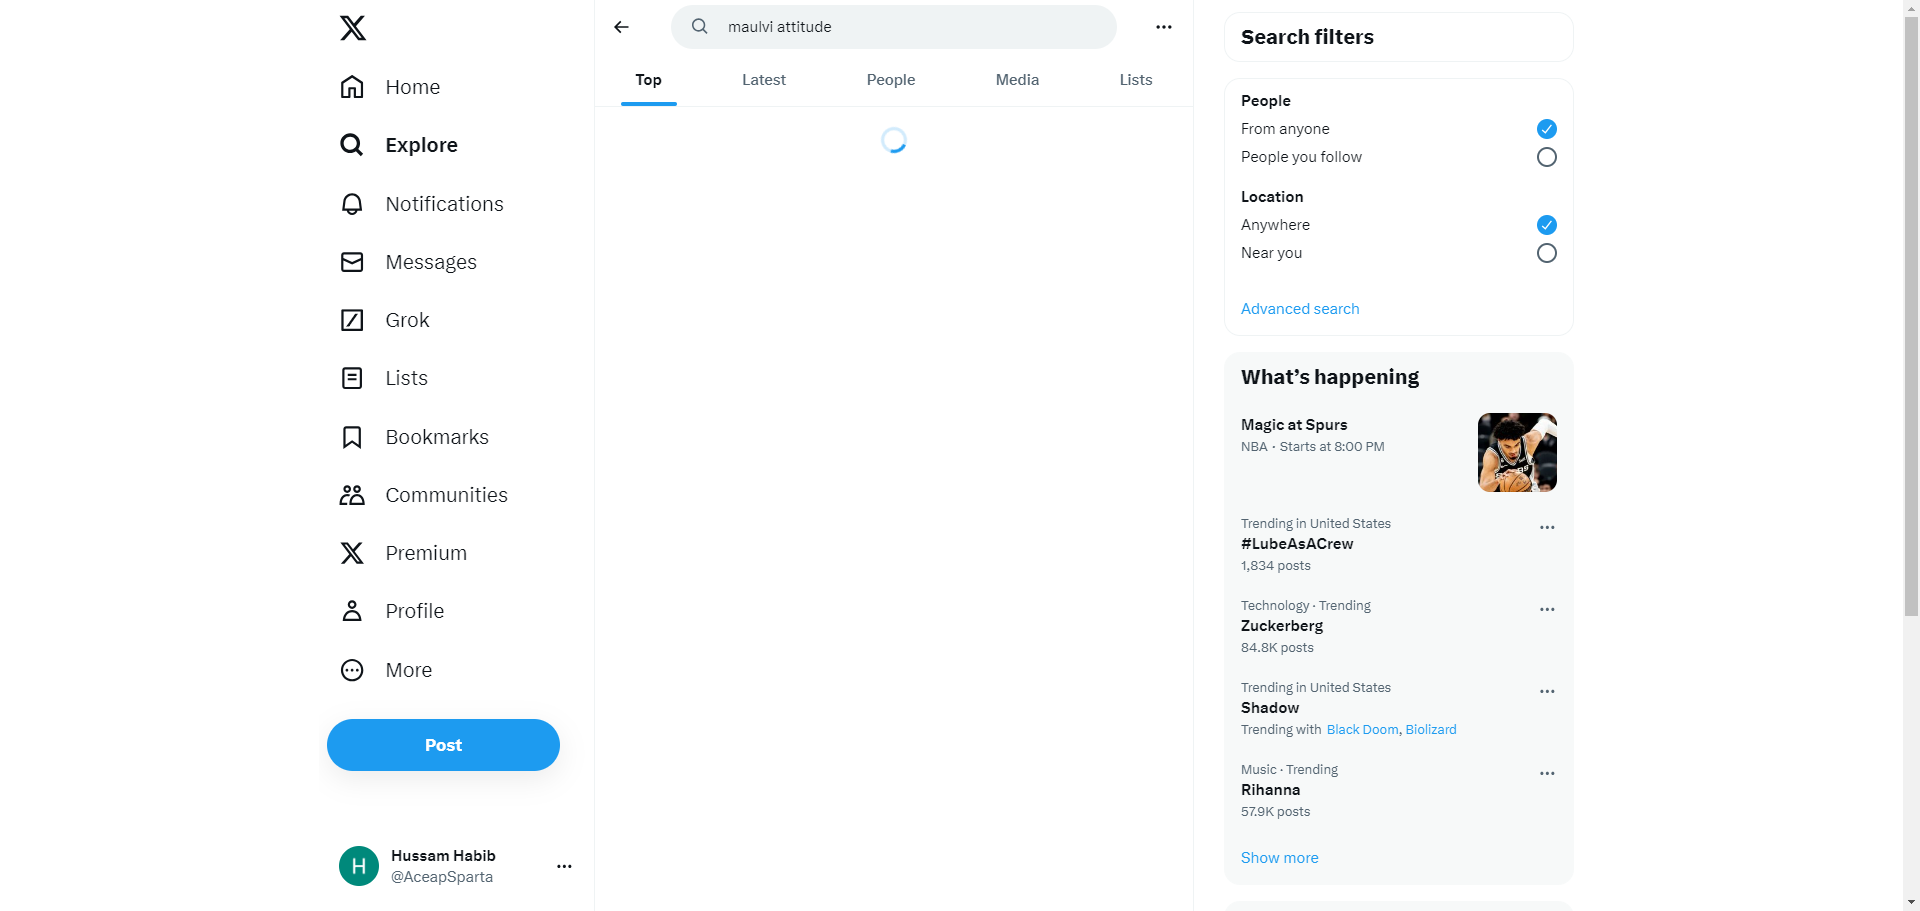 Home
Explore
Notifications
Messages
Grok
Lists
Bookmarks
Communities
Premium
Profile
More
Post
H
Hussam Habib
@AceapSparta
maulvi attitude
Top Latest People Media Lists
Search filters
People
From anyone
People you follow
Location
Anywhere
Near you
Advanced search
What’s happening
Magic at Spurs
NBA · Starts at 8:00 PM
Trending in United States
#LubeAsACrew
1,834 posts
Technology · Trending
Zuckerberg
84.8K posts
Trending in United States
Shadow
Trending with Black Doom, Biolizard
Music · Trending
Rihanna
57.9K posts
Show more